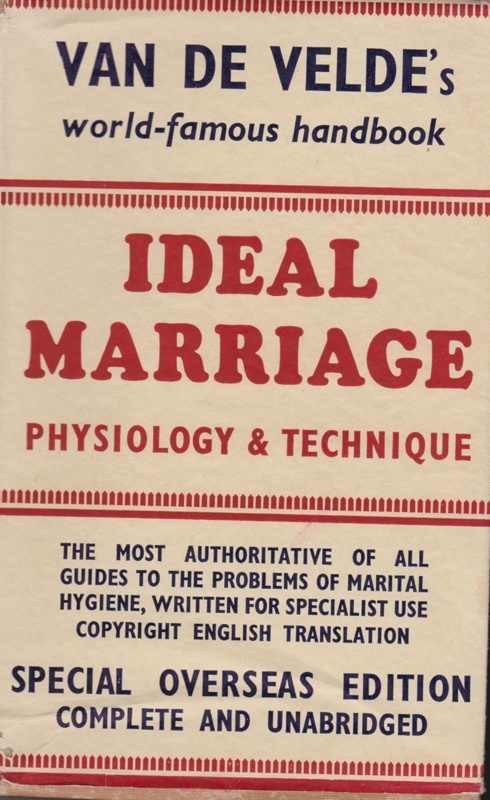 VAN DE VELDE's
world-famous handbook
IDEAL
MARRIAGE
PHYSIOLOGY & TECHNIQUE
THE MOST AUTHORITATIVE OF ALL
GUIDES TO THE PROBLEMS OF MARITAL
HYGIENE, WRITTEN FOR SPECIALIST USE
COPYRIGHT ENGLISH TRANSLATION
SPECIAL OVERSEAS EDITION
COMPLETE AND UNABRIDGED